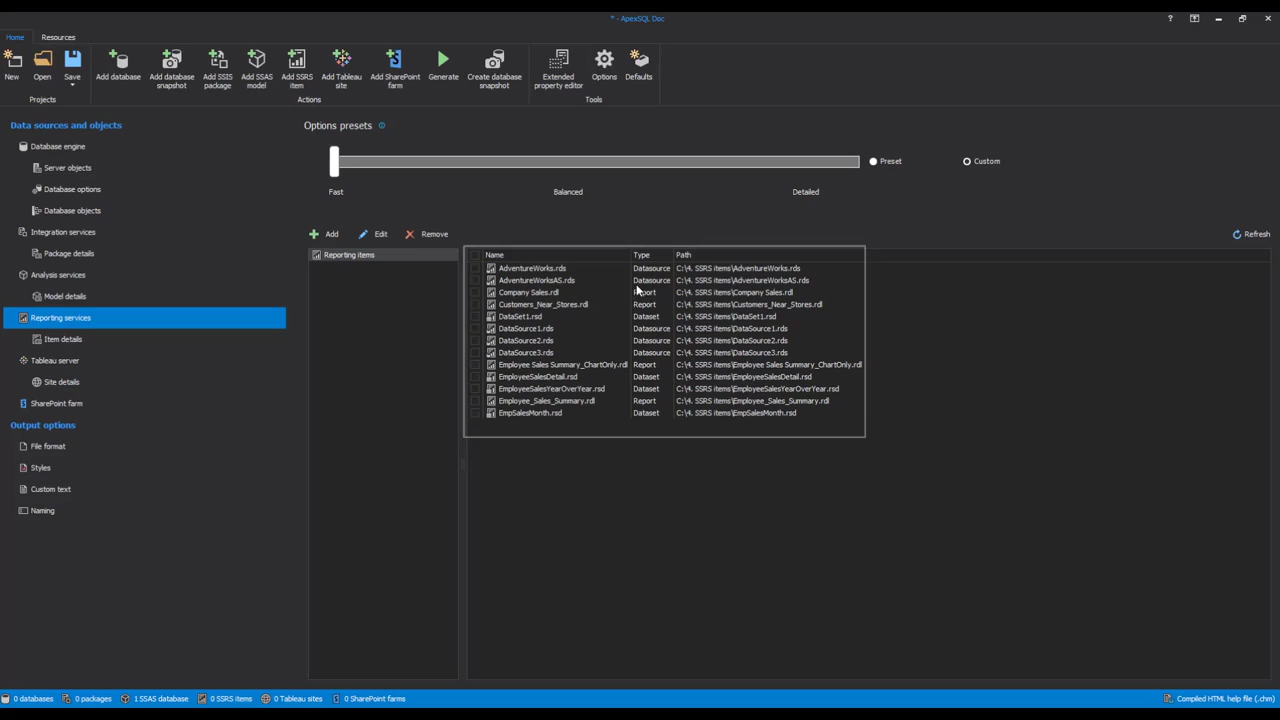 * - ApexSQL Doc
?
Home Resources
New Open Save Add database Add database snapshot Add SSIS package Add SSAS model Add SSRS item Add Tableau site Add SharePoint farm Generate Create database snapshot Extended property editor Options Defaults
Projects Actions Tools
Data sources and objects
Database engine
Server objects
Database options
Database objects
Integration services
Package details
Analysis services
Model details
Reporting services
Item details
Tableau server
Site details
SharePoint farm
Output options
File format
Styles
Custom text
Naming
Options presets
Preset Custom
Fast Balanced Detailed
Add Edit Remove Refresh
Reporting items
Name Type Path
AdventureWorks.rds Datasource C:\4. SSRS items\AdventureWorks.rds
AdventureWorksAS.rds Datasource C:\4. SSRS items\AdventureWorksAS.rds
Company Sales.rdl Report C:\4. SSRS items\Company Sales.rdl
Customers_Near_Stores.rdl Report C:\4. SSRS items\Customers_Near_Stores.rdl
DataSet1.rsd Dataset C:\4. SSRS items\DataSet1.rsd
DataSource1.rds Datasource C:\4. SSRS items\DataSource1.rds
DataSource2.rds Datasource C:\4. SSRS items\DataSource2.rds
DataSource3.rds Datasource C:\4. SSRS items\DataSource3.rds
Employee Sales Summary_ChartOnly.rdl Report C:\4. SSRS items\Employee Sales Summary_ChartOnly.rdl
EmployeeSalesDetail.rsd Dataset C:\4. SSRS items\EmployeeSalesDetail.rsd
EmployeeSalesYearOverYear.rsd Dataset C:\4. SSRS items\EmployeeSalesYearOverYear.rsd
Employee_Sales_Summary.rdl Report C:\4. SSRS items\Employee_Sales_Summary.rdl
EmpSalesMonth.rsd Dataset C:\4. SSRS items\EmpSalesMonth.rsd
0 databases 0 packages 1 SSAS database 0 SSRS items 0 Tableau sites 0 SharePoint farms Compiled HTML help file (.chm)